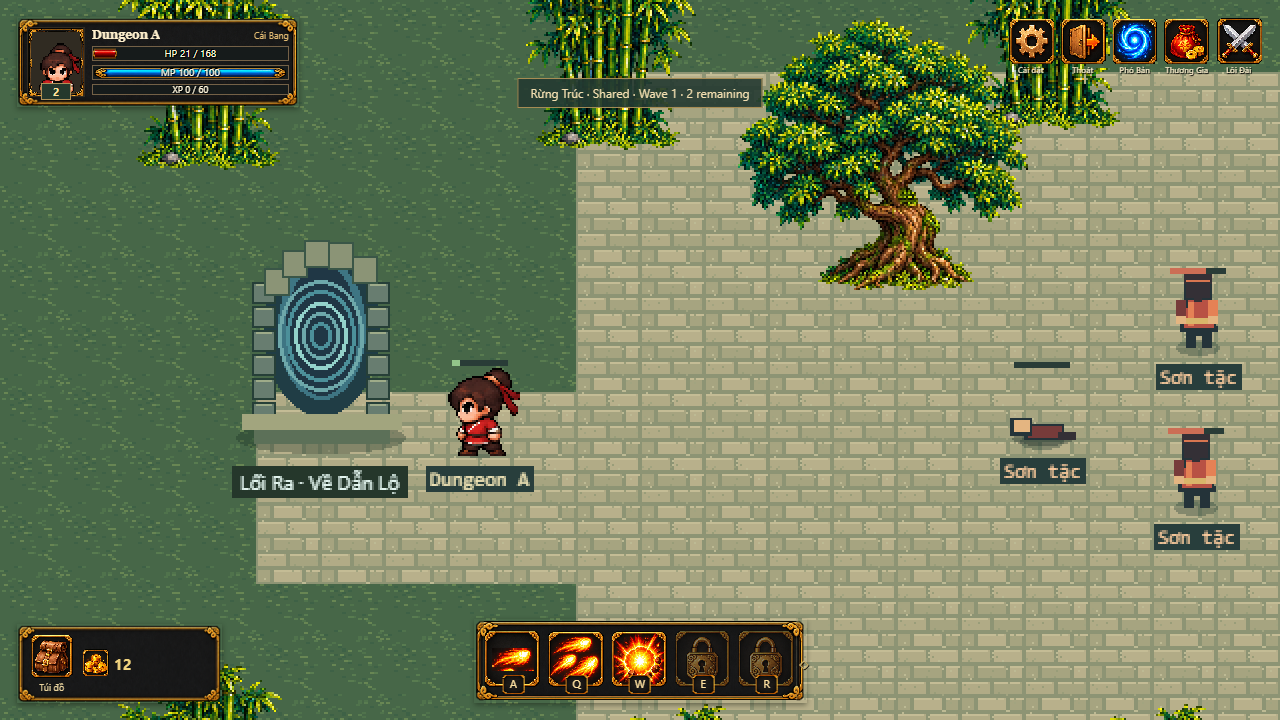 Dungeon A
Cái Bang
HP 21 / 168
MP 100 / 100
XP 0 / 60
2
Rừng Trúc · Shared · Wave 1 · 2 remaining
Cài đặt
Thoát
Phó Bản
Thương Gia
Lôi Đài
Sơn tặc
Sơn tặc
Sơn tặc
Lối Ra - Về Dẫn Lộ
Dungeon A
Túi đồ
12
A
Q
W
E
R